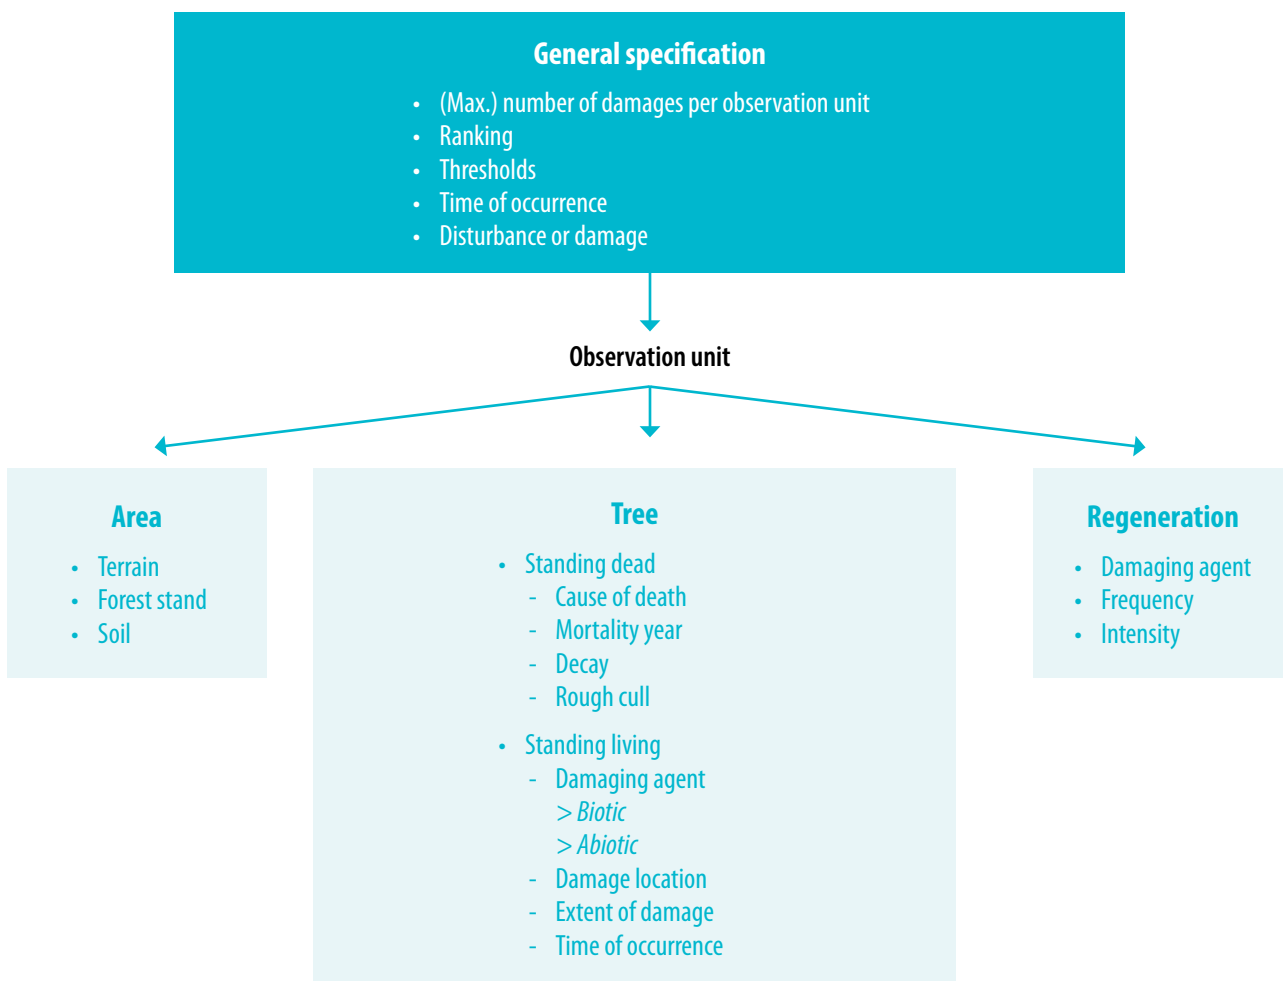 General specification
• (Max.) number of damages per observation unit
• Ranking
• Thresholds
• Time of occurrence
• Disturbance or damage
Observation unit
Area
• Terrain
• Forest stand
• Soil
Tree
• Standing dead
- Cause of death
- Mortality year
- Decay
- Rough cull
• Standing living
- Damaging agent
> Biotic
> Abiotic
- Damage location
- Extent of damage
- Time of occurrence
Regeneration
• Damaging agent
• Frequency
• Intensity